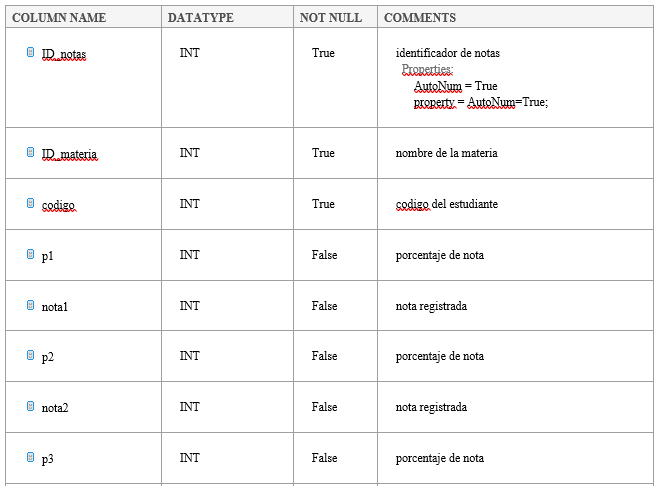 COLUMN NAME DATATYPE NOT NULL COMMENTS
ID_notas INT True identificador de notas
Properties:
AutoNum = True
property = AutoNum=True;
ID_materia INT True nombre de la materia
codigo INT True codigo del estudiante
p1 INT False porcentaje de nota
nota1 INT False nota registrada
p2 INT False porcentaje de nota
nota2 INT False nota registrada
p3 INT False porcentaje de nota